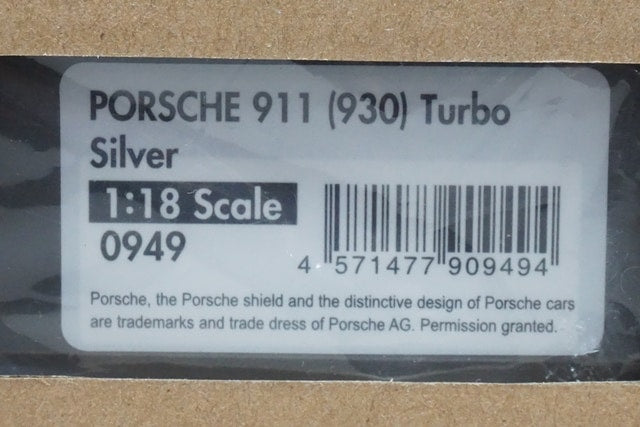 PORSCHE 911 (930) Turbo
Silver
1:18 Scale
0949
4 571477 909494
Porsche, the Porsche shield and the distinctive design of Porsche cars
are trademarks and trade dress of Porsche AG. Permission granted.